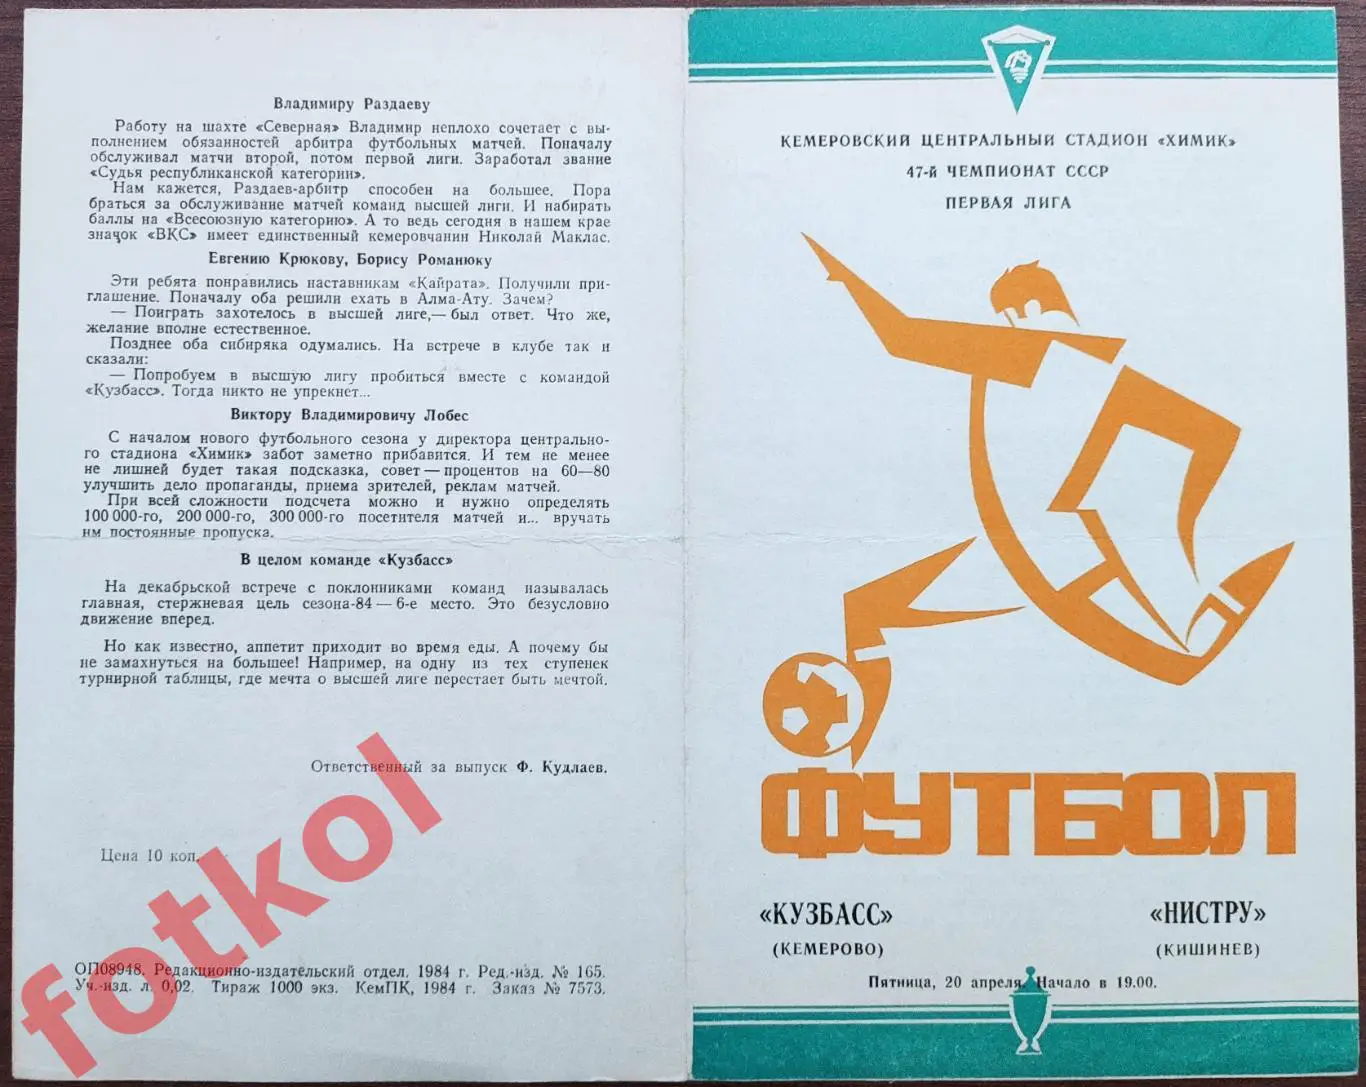 Владимиру Раздаеву
Работу на шахте «Северная» Владимир неплохо сочетает с вы-
полнением обязанностей арбитра футбольных матчей. Поначалу
обслуживал матчи второй, потом первой лиги. Заработал звание
«Судья республиканской категории».
Нам кажется, Раздаев-арбитр способен на большее. Пора
браться за обслуживание матчей команд высшей лиги. И набирать
баллы на «Всесоюзную категорию». А то ведь сегодня в нашем крае
значок «ВКС» имеет единственный кемеровчанин Николай Маклас.
Евгению Крюкову, Борису Романюку
Эти ребята понравились наставникам «Кайрата». Получили при-
глашение. Поначалу оба решили ехать в Алма-Ату. Зачем?
— Поиграть захотелось в высшей лиге,— был ответ. Что же,
желание вполне естественное.
Позднее оба сибиряка одумались. На встрече в клубе так и
сказали:
— Попробуем в высшую лигу пробиться вместе с командой
«Кузбасс». Тогда никто не упрекнет...
Виктору Владимировичу Лобес
С началом нового футбольного сезона у директора центрально-
го стадиона «Химик» забот заметно прибавится. И тем не менее
не лишней будет такая подсказка, совет — процентов на 60—80
улучшить дело пропаганды, приема зрителей, реклам матчей.
При всей сложности подсчета можно и нужно определять
100 000-го, 200 000-го, 300 000-го посетителя матчей и... вручать
им постоянные пропуска.
В целом команде «Кузбасс»
На декабрьской встрече с поклонниками команд называлась
главная, стержневая цель сезона-84 — 6-е место. Это безусловно
движение вперед.
Но как известно, аппетит приходит во время еды. А почему бы
не замахнуться на большее! Например, на одну из тех ступенек
турнирной таблицы, где мечта о высшей лиге перестает быть мечтой.
Ответственный за выпуск Ф. Кудлаев.
Цена 10 коп.
ОП08948. Редакционно-издательский отдел. 1984 г. Ред.-изд. № 165.
Уч.-изд. л. 0,02. Тираж 1000 экз. КемПК, 1984 г. Заказ № 7573.
fotkol
КЕМЕРОВСКИЙ ЦЕНТРАЛЬНЫЙ СТАДИОН «ХИМИК»
47-й ЧЕМПИОНАТ СССР
ПЕРВАЯ ЛИГА
ФУТБОЛ
«КУЗБАСС» «НИСТРУ»
(КЕМЕРОВО) (КИШИНЕВ)
Пятница, 20 апреля. Начало в 19.00.